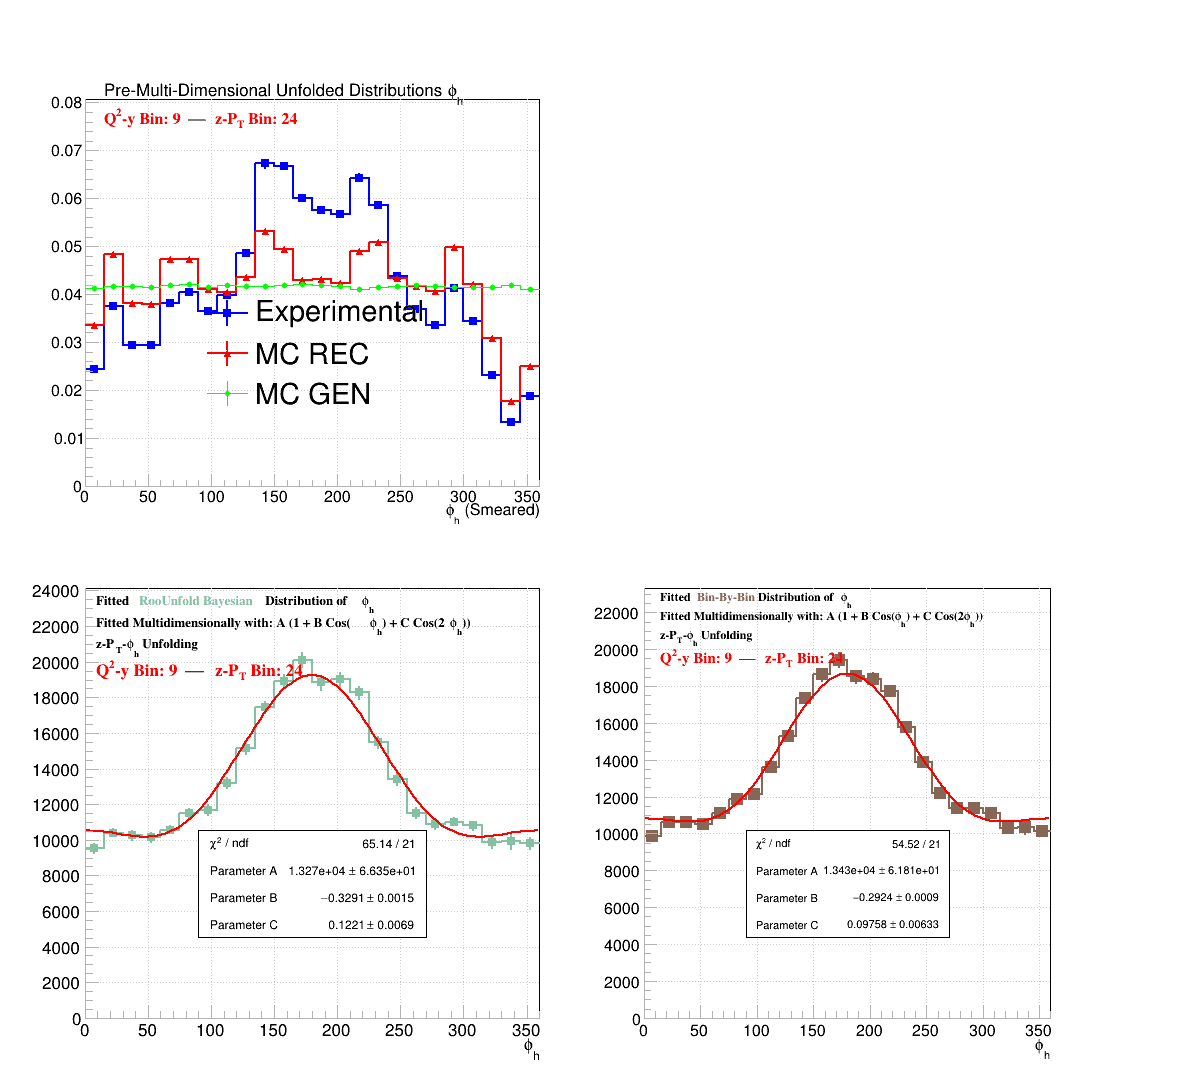 Pre-Multi-Dimensional Unfolded Distributions ϕh
Q2-y Bin: 9 — z-PT Bin: 24
0.08
0.07
0.06
0.05
0.04
0.03
0.02
0.01
0
Experimental
MC REC
MC GEN
0 50 100 150 200 250 300 350
ϕh (Smeared)
Fitted RooUnfold Bayesian Distribution of ϕh
Fitted Multidimensionally with: A (1 + B Cos(ϕh) + C Cos(2 ϕh))
z-PT-ϕh Unfolding
Q2-y Bin: 9 — z-PT Bin: 24
24000
22000
20000
18000
16000
14000
12000
10000
8000
6000
4000
2000
0
χ2 / ndf 65.14 / 21
Parameter A 1.327e+04 ± 6.635e+01
Parameter B −0.3291 ± 0.0015
Parameter C 0.1221 ± 0.0069
0 50 100 150 200 250 300 350
ϕh
Fitted Bin-By-Bin Distribution of ϕh
Fitted Multidimensionally with: A (1 + B Cos(ϕh) + C Cos(2ϕh))
z-PT-ϕh Unfolding
Q2-y Bin: 9 — z-PT Bin: 24
22000
20000
18000
16000
14000
12000
10000
8000
6000
4000
2000
0
χ2 / ndf 54.52 / 21
Parameter A 1.343e+04 ± 6.181e+01
Parameter B −0.2924 ± 0.0009
Parameter C 0.09758 ± 0.00633
0 50 100 150 200 250 300 350
ϕh